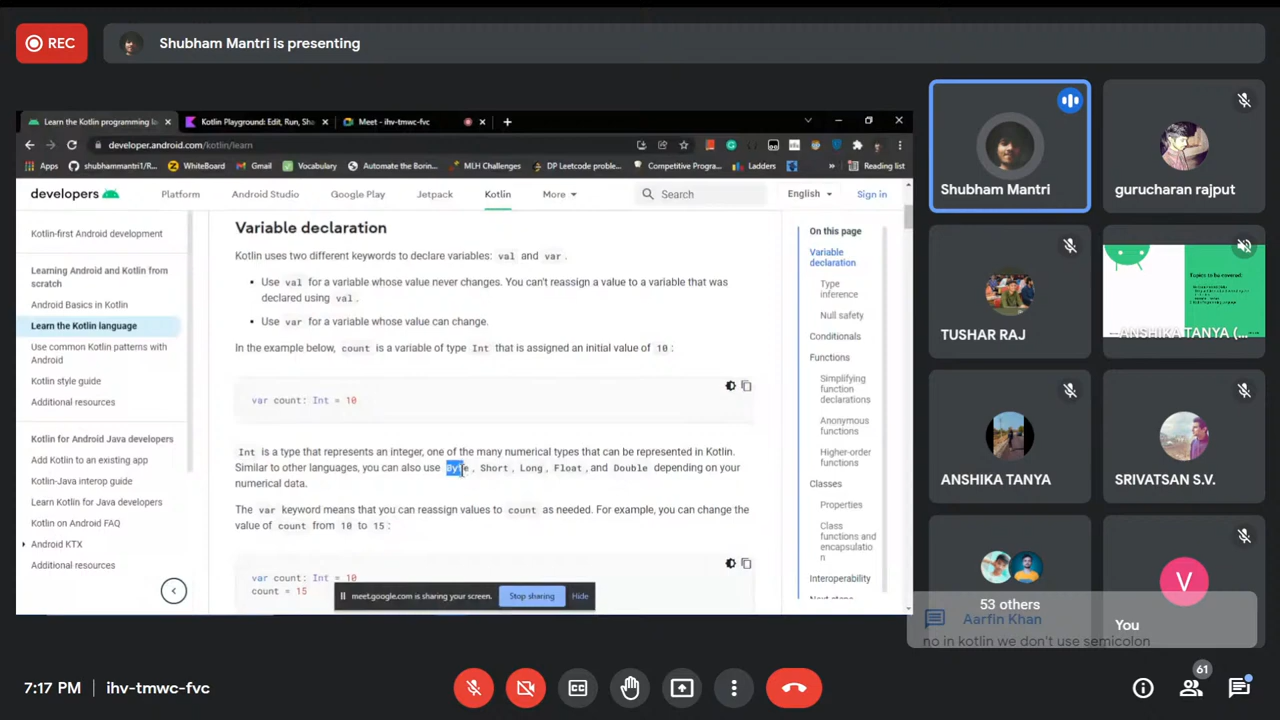 REC
Shubham Mantri is presenting
Learn the Kotlin programming la
Kotlin Playground: Edit, Run, Sha
Meet - ihv-tmwc-fvc
developer.android.com/kotlin/learn
Apps
shubhammantri1/R...
WhiteBoard
Gmail
Vocabulary
Automate the Borin...
MLH Challenges
DP Leetcode proble...
Competitive Progra...
Ladders
»
Reading list
developers
Platform
Android Studio
Google Play
Jetpack
Kotlin
More
Search
English
Sign in
Kotlin-first Android development
Learning Android and Kotlin from
scratch
Android Basics in Kotlin
Learn the Kotlin language
Use common Kotlin patterns with
Android
Kotlin style guide
Additional resources
Kotlin for Android Java developers
Add Kotlin to an existing app
Kotlin-Java interop guide
Learn Kotlin for Java developers
Kotlin on Android FAQ
Android KTX
Additional resources
Variable declaration
Kotlin uses two different keywords to declare variables: val and var .
• Use val for a variable whose value never changes. You can't reassign a value to a variable that was
declared using val .
• Use var for a variable whose value can change.
In the example below, count is a variable of type Int that is assigned an initial value of 10 :
var count: Int = 10
Int is a type that represents an integer, one of the many numerical types that can be represented in Kotlin.
Similar to other languages, you can also use Byte , Short , Long , Float , and Double depending on your
numerical data.
The var keyword means that you can reassign values to count as needed. For example, you can change the
value of count from 10 to 15 :
var count: Int = 10
count = 15
meet.google.com is sharing your screen.
Stop sharing
Hide
On this page
Variable
declaration
Type
inference
Null safety
Conditionals
Functions
Simplifying
function
declarations
Anonymous
functions
Higher-order
functions
Classes
Properties
Class
functions and
encapsulatio
n
Interoperability
Shubham Mantri
gurucharan rajput
TUSHAR RAJ
Topics to be covered:
ANSHIKA TANYA (...
ANSHIKA TANYA
SRIVATSAN S.V.
53 others
V
You
Aarfin Khan
no in kotlin we don't use semicolon
7:17 PM
ihv-tmwc-fvc
CC
61